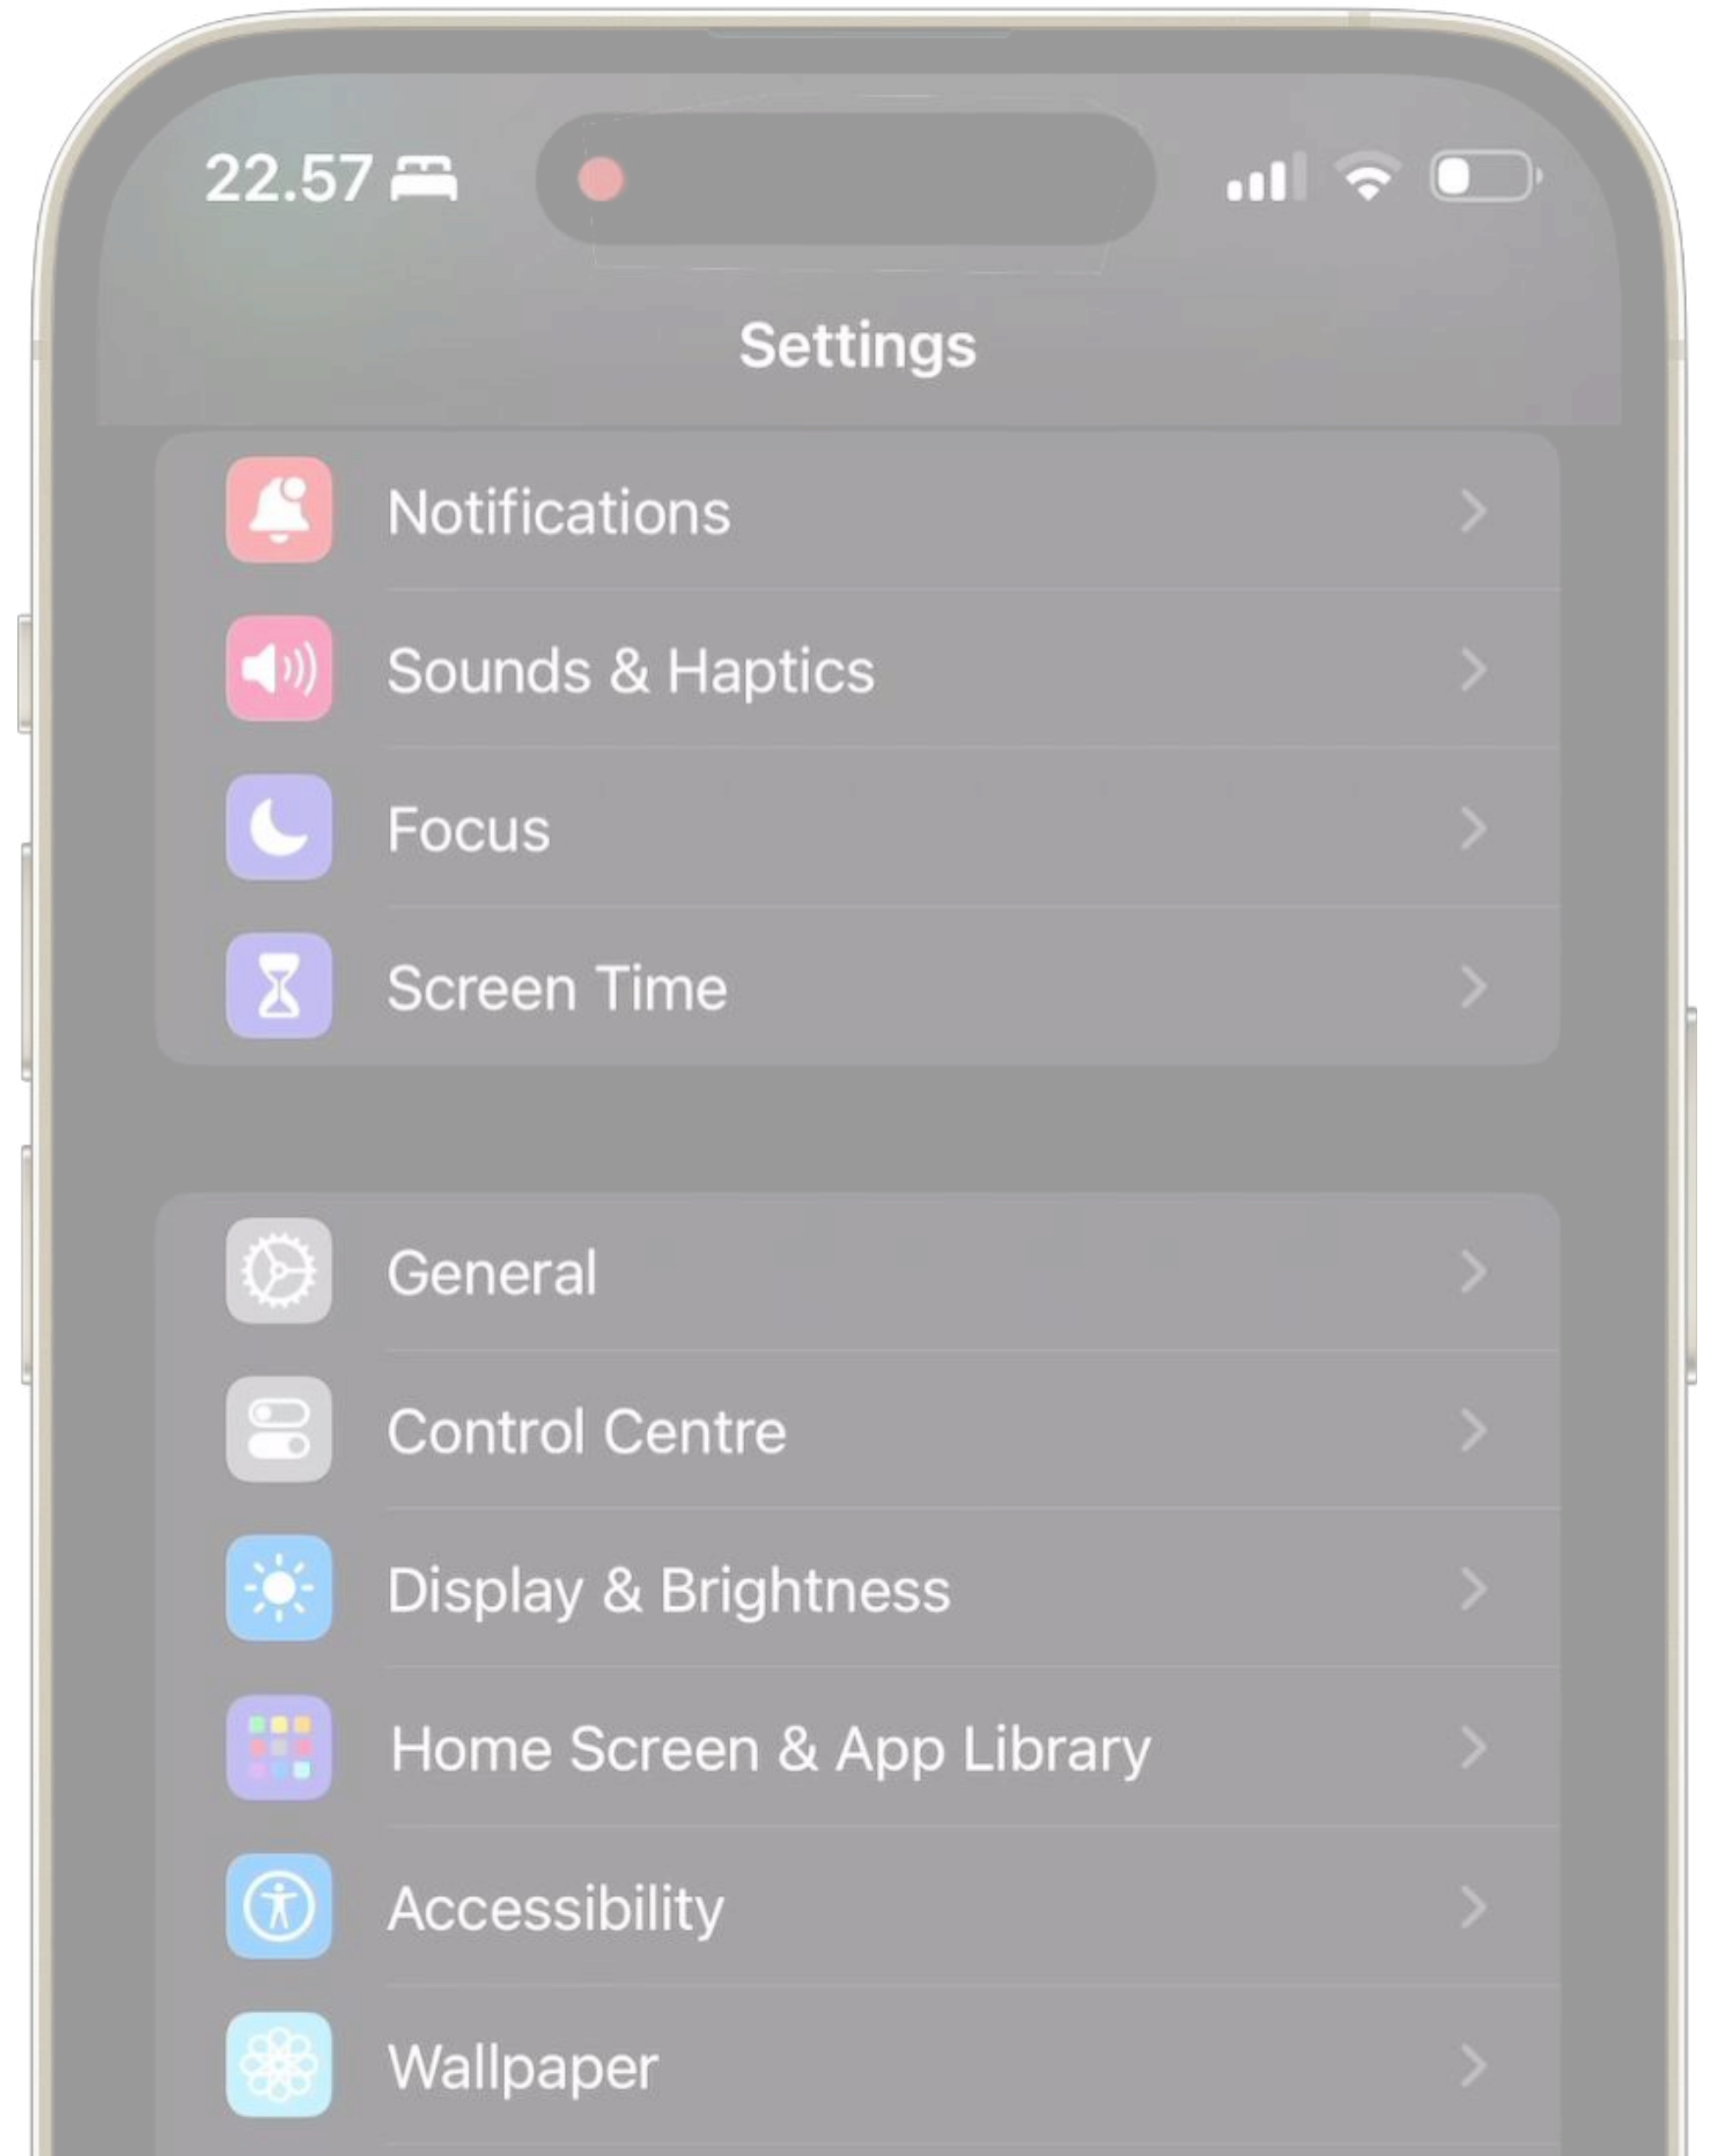 22.57
Settings
Notifications
Sounds & Haptics
Focus
Screen Time
General
Control Centre
Display & Brightness
Home Screen & App Library
Accessibility
Wallpaper